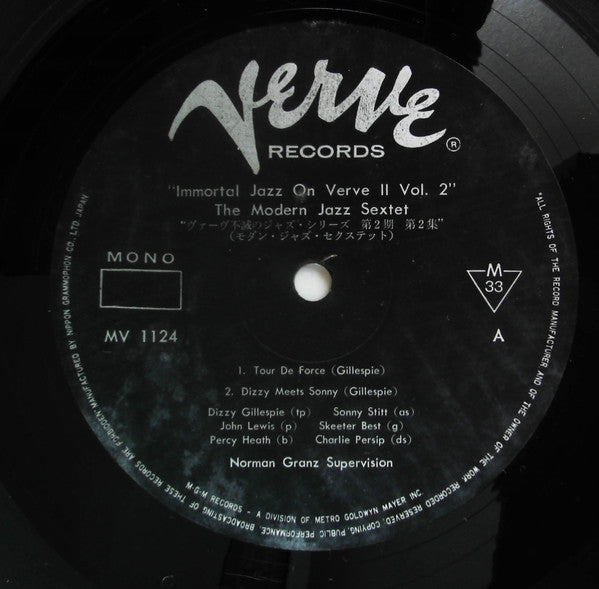 Verve
RECORDS ®
"Immortal Jazz On Verve II Vol. 2"
The Modern Jazz Sextet
"ヴァーヴ不滅のジャズ・シリーズ 第2期 第2集"
(モダン・ジャズ・セクステット)
MONO
M
33
MV 1124
A
1. Tour De Force (Gillespie)
2. Dizzy Meets Sonny (Gillespie)
Dizzy Gillespie (tp) Sonny Stitt (as)
John Lewis (p) Skeeter Best (g)
Percy Heath (b) Charlie Persip (ds)
Norman Granz Supervision
M-G-M RECORDS - A DIVISION OF METRO GOLDWYN MAYER INC
"ALL RIGHTS OF THE RECORD MANUFACTURER AND OF THE OWNER OF THE WORK RECORDED RESERVED. COPYING, PUBLIC PERFORMANCE, BROADCASTING OF THESE RECORDS ARE FORBIDDEN" MANUFACTURED BY NIPPON GRAMMOPHON CO., LTD. JAPAN